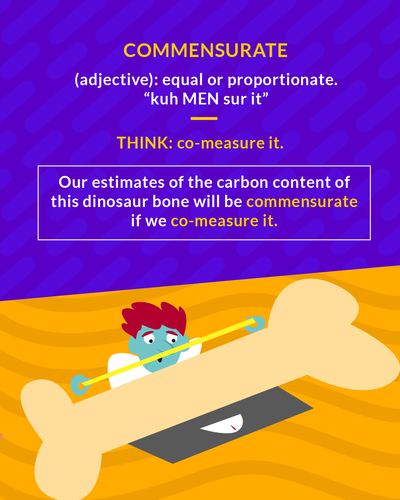 COMMENSURATE
(adjective): equal or proportionate.
“kuh MEN sur it”
THINK: co-measure it.
Our estimates of the carbon content of
this dinosaur bone will be commensurate
if we co-measure it.